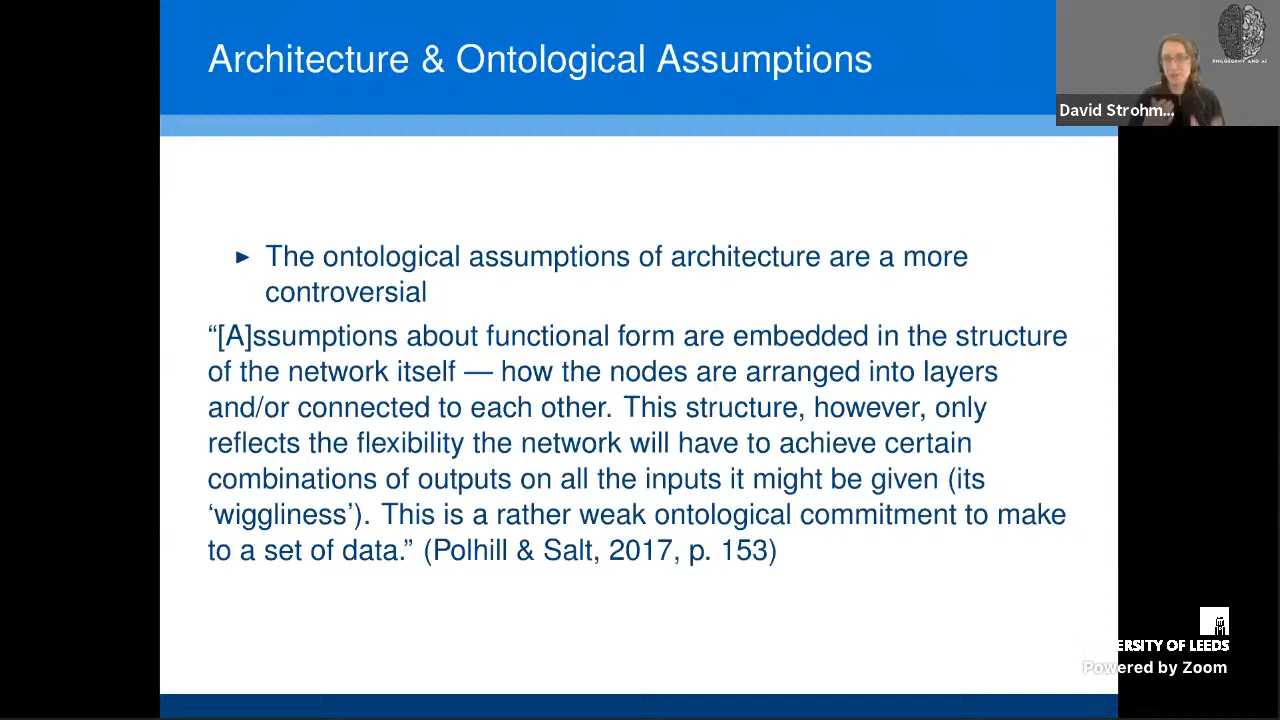 Architecture & Ontological Assumptions
PHILOSOPHY AND AI
David Strohm...
► The ontological assumptions of architecture are a more
controversial
“[A]ssumptions about functional form are embedded in the structure
of the network itself — how the nodes are arranged into layers
and/or connected to each other. This structure, however, only
reflects the flexibility the network will have to achieve certain
combinations of outputs on all the inputs it might be given (its
‘wiggliness’). This is a rather weak ontological commitment to make
to a set of data.” (Polhill & Salt, 2017, p. 153)
ERSITY OF LEEDS
Powered by Zoom